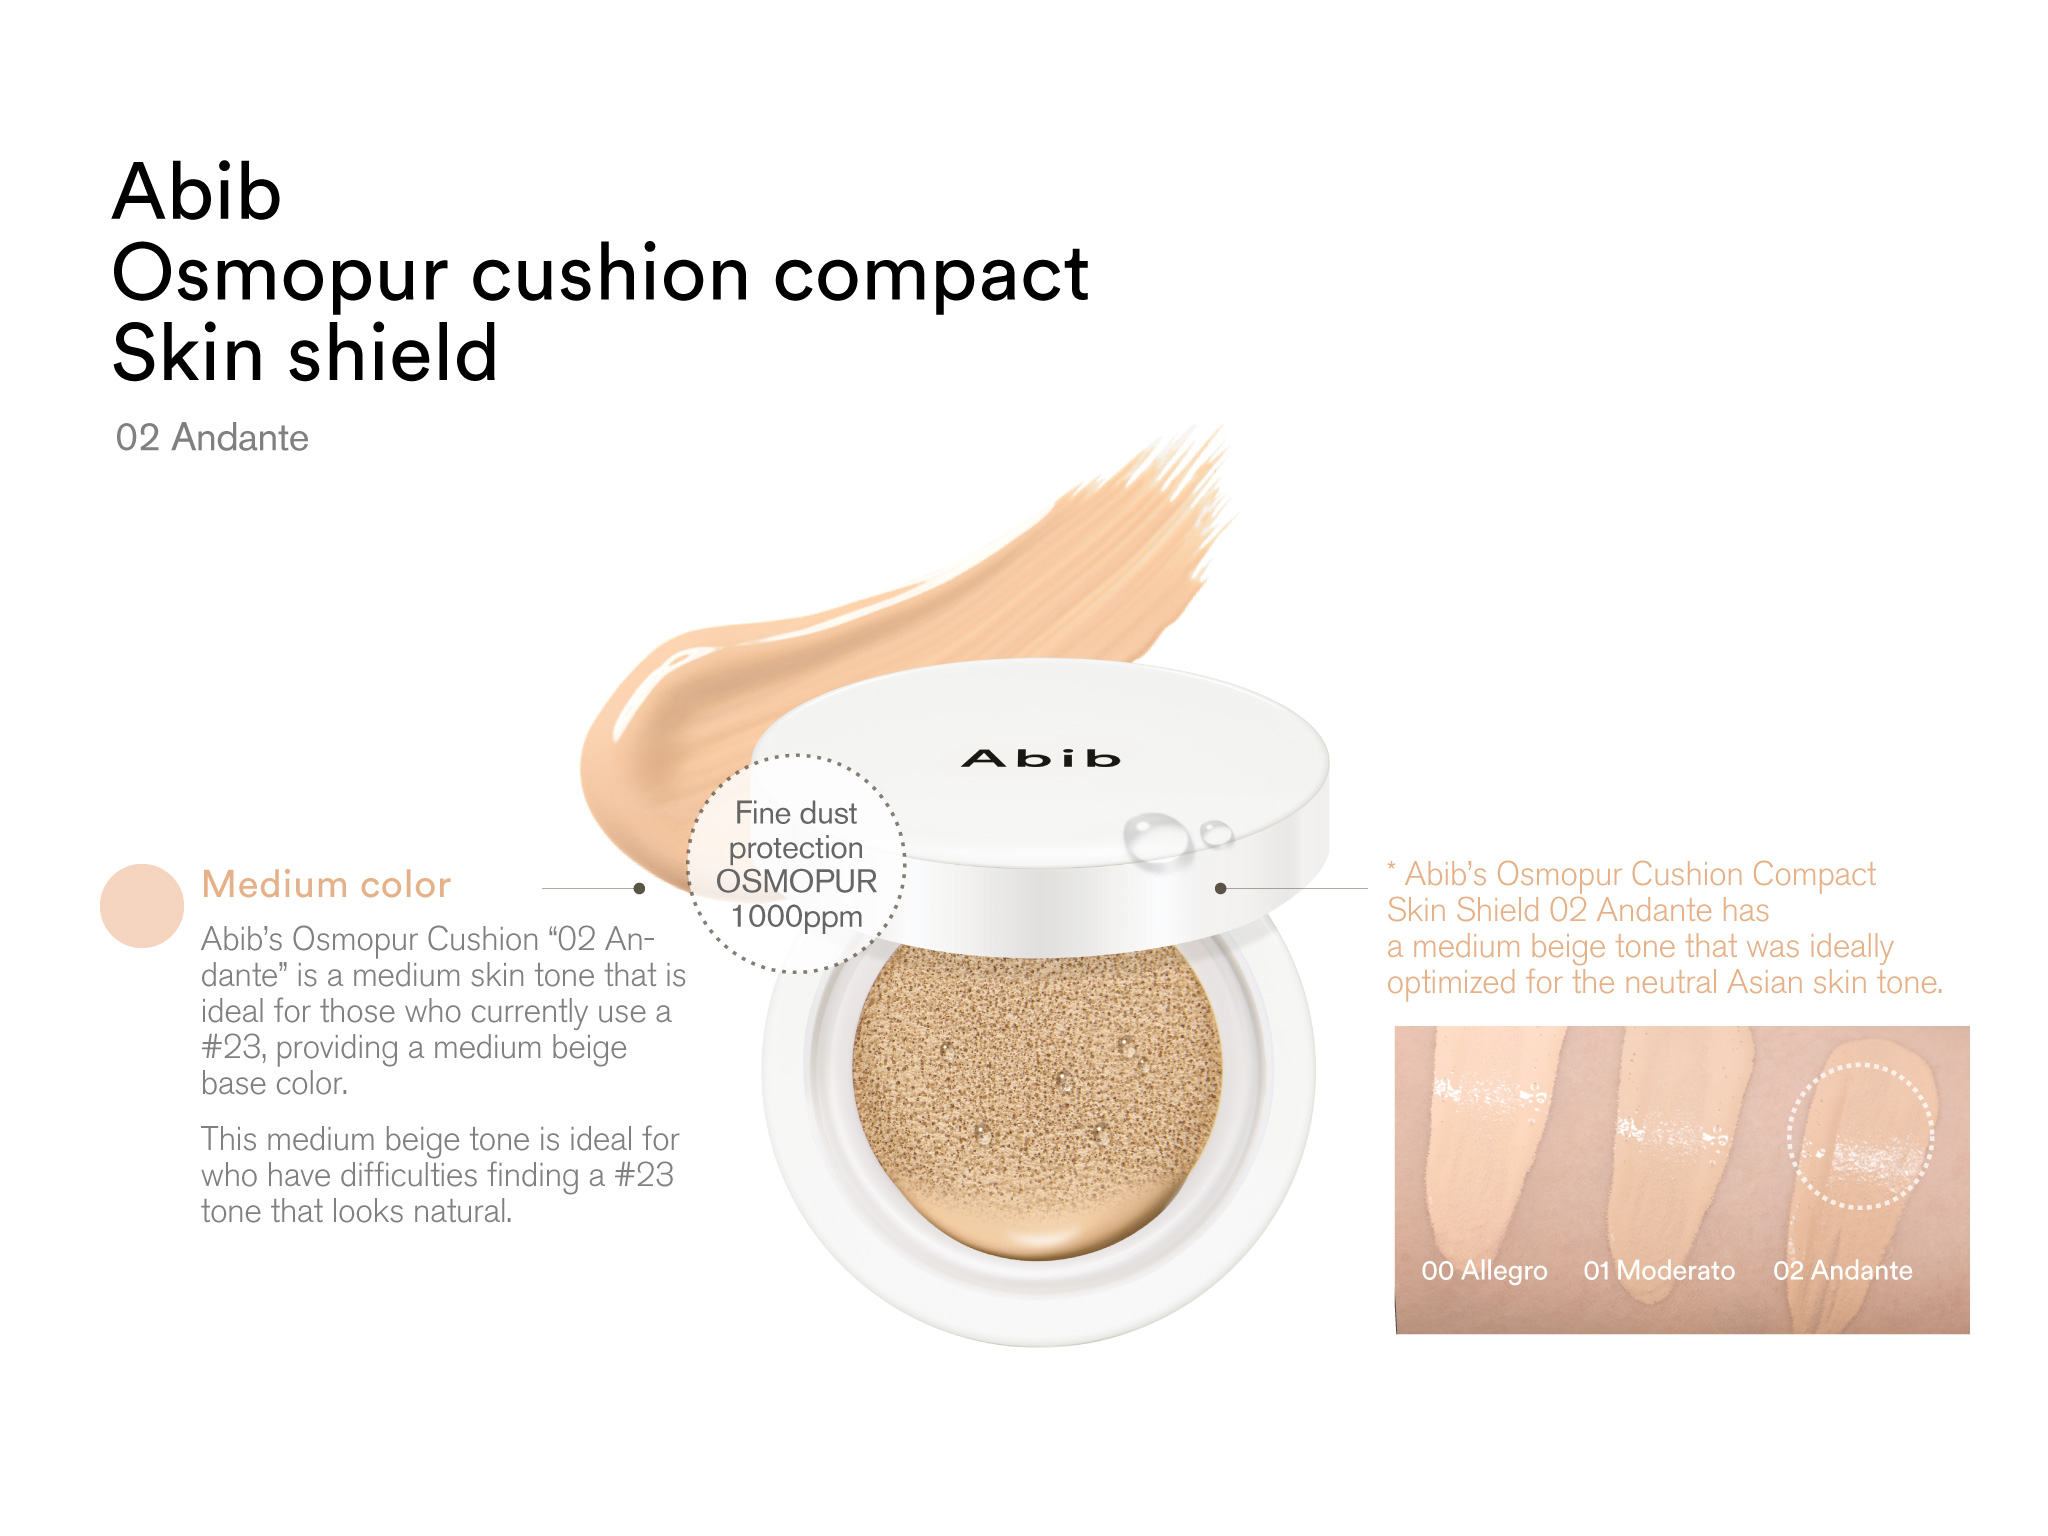 Abib
Osmopur cushion compact
Skin shield
02 Andante
Abib
Fine dust
protection
OSMOPUR
1000ppm
Medium color
Abib's Osmopur Cushion “02 An-
dante” is a medium skin tone that is
ideal for those who currently use a
#23, providing a medium beige
base color.
This medium beige tone is ideal for
who have difficulties finding a #23
tone that looks natural.
* Abib's Osmopur Cushion Compact
Skin Shield 02 Andante has
a medium beige tone that was ideally
optimized for the neutral Asian skin tone.
00 Allegro
01 Moderato
02 Andante